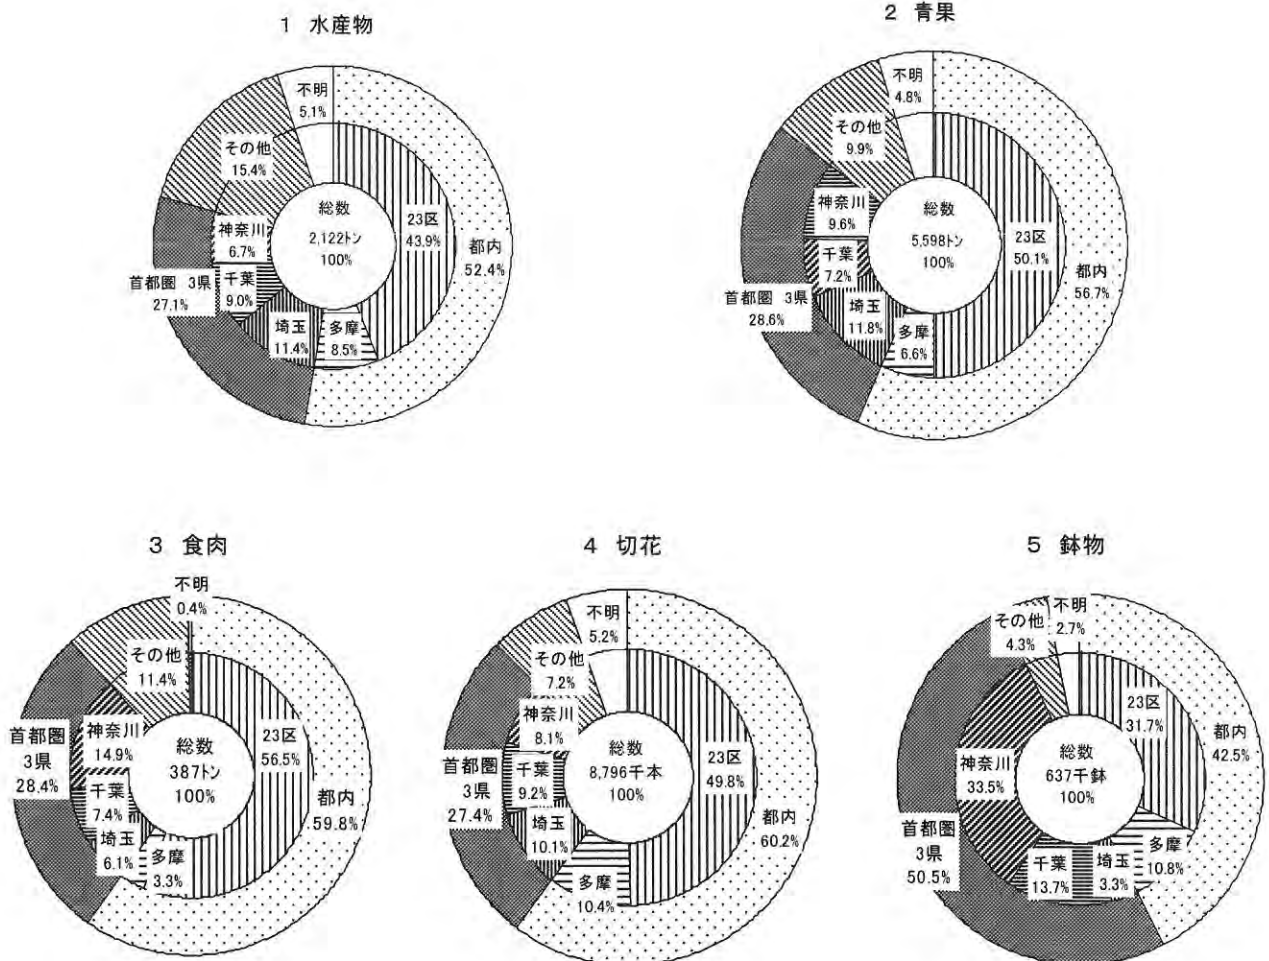 1 水産物
不明
5.1%
その他
15.4%
神奈川
6.7%
千葉
9.0%
首都圏 3県
27.1%
埼玉
11.4%
多摩
8.5%
総数
2,122トン
100%
23区
43.9%
都内
52.4%
2 青果
不明
4.8%
その他
9.9%
神奈川
9.6%
千葉
7.2%
首都圏 3県
28.6%
埼玉
11.8%
多摩
6.6%
総数
5,598トン
100%
23区
50.1%
都内
56.7%
3 食肉
不明
0.4%
その他
11.4%
神奈川
14.9%
首都圏
3県
28.4%
千葉
7.4%
埼玉
6.1%
多摩
3.3%
総数
387トン
100%
23区
56.5%
都内
59.8%
4 切花
不明
5.2%
その他
7.2%
神奈川
8.1%
首都圏
3県
27.4%
千葉
9.2%
埼玉
10.1%
多摩
10.4%
総数
8,796千本
100%
23区
49.8%
都内
60.2%
5 鉢物
不明
2.7%
その他
4.3%
神奈川
33.5%
首都圏
3県
50.5%
千葉
13.7%
埼玉
3.3%
多摩
10.8%
総数
637千鉢
100%
23区
31.7%
都内
42.5%